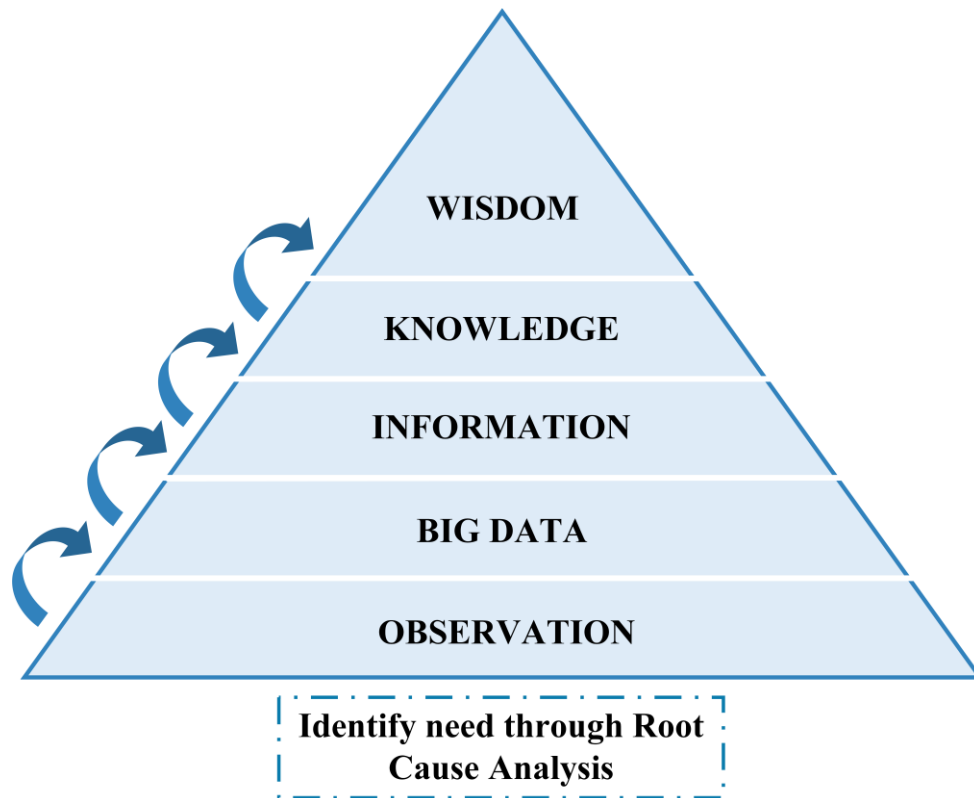 WISDOM
KNOWLEDGE
INFORMATION
BIG DATA
OBSERVATION
Identify need through Root
Cause Analysis